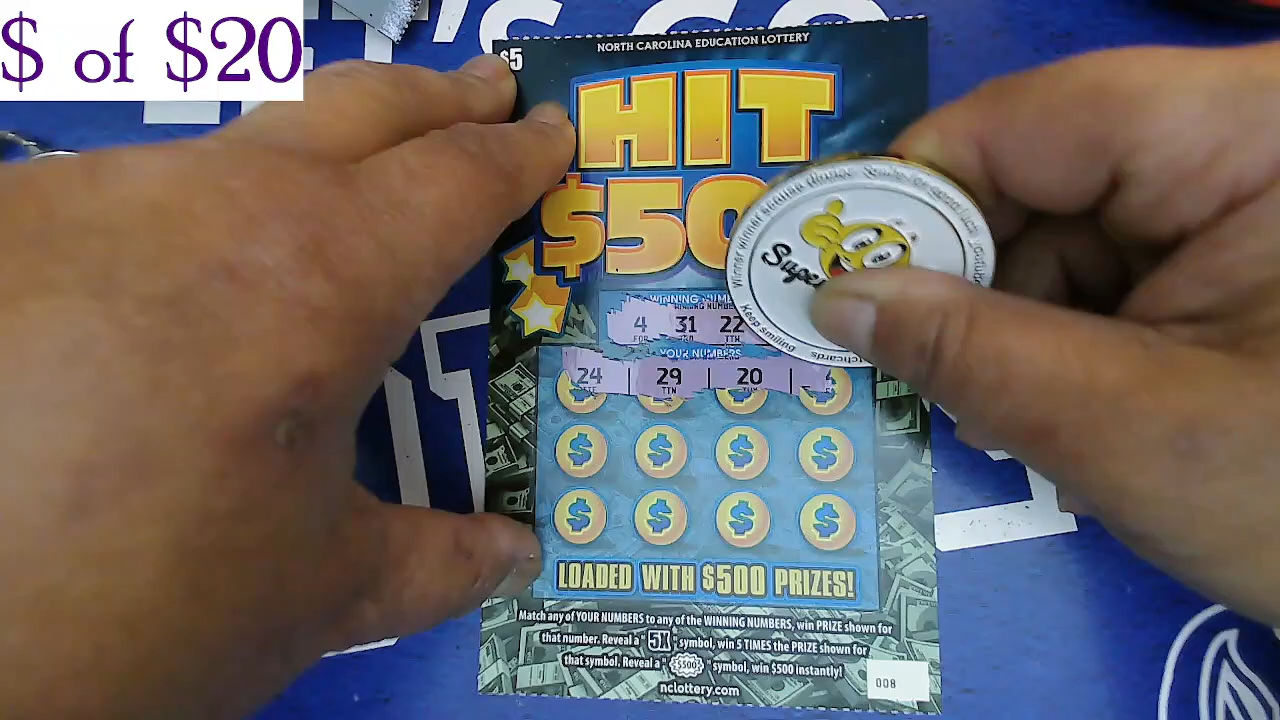 $ of $20
$5
NORTH CAROLINA EDUCATION LOTTERY
HIT
$50
WINNING
4 31 22
YOUR NUMBERS
24 29 20
LOADED WITH $500 PRIZES!
Match any of YOUR NUMBERS to any of the WINNING NUMBERS, win PRIZE shown for
that number. Reveal a "5X" symbol, win 5 TIMES the PRIZE shown for
that symbol. Reveal a "$500" symbol, win $500 instantly!
nclottery.com
008
Winner winner
Super
Keep smiling